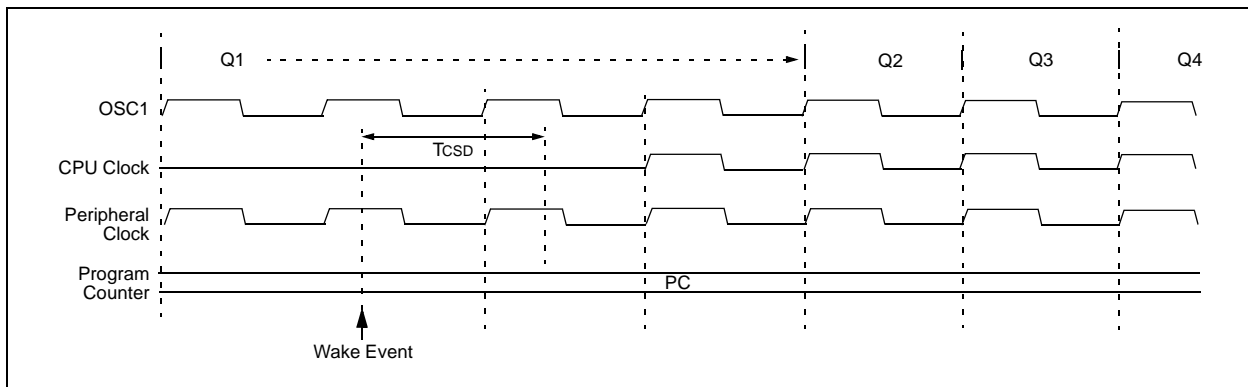 Q1 Q2 Q3 Q4
OSC1
TCSD
CPU Clock
Peripheral
Clock
Program
Counter
PC
Wake Event